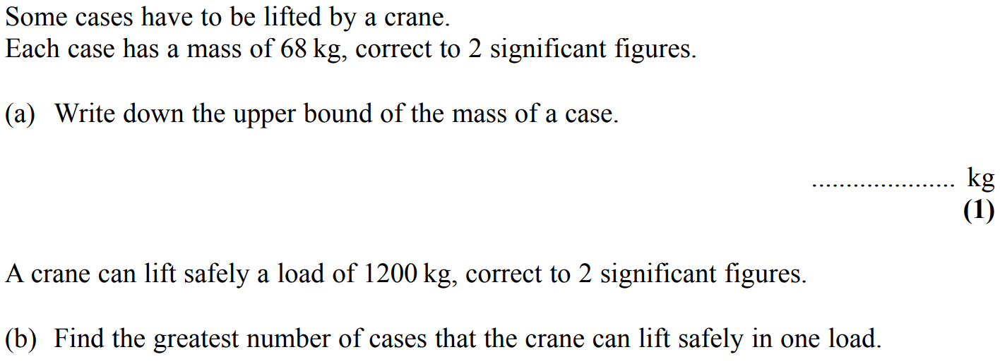 Some cases have to be lifted by a crane.
Each case has a mass of 68 kg, correct to 2 significant figures.
(a) Write down the upper bound of the mass of a case.
..................... kg
(1)
A crane can lift safely a load of 1200 kg, correct to 2 significant figures.
(b) Find the greatest number of cases that the crane can lift safely in one load.